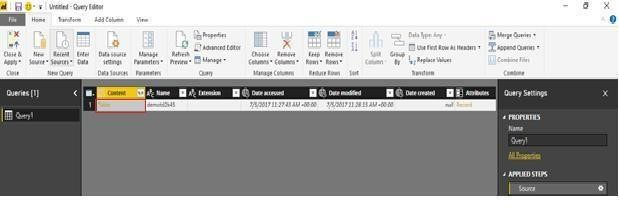 Untitled - Query Editor
File Home Transform Add Column View
Close & Apply New Source Recent Sources Enter Data Data source settings Manage Parameters Refresh Preview Properties Advanced Editor Manage Choose Columns Remove Columns Keep Rows Remove Rows Split Column Group By Data Type: Any Use First Row As Headers Replace Values Merge Queries Append Queries Combine Files
Close New Query Data Sources Parameters Query Manage Columns Reduce Rows Sort Transform Combine
Queries [1] Content Name Extension Date accessed Date modified Date created Attributes Query Settings X
1 Table 7/5/2017 11:27:43 AM +00:00 7/5/2017 11:28:33 AM +00:00 null Record
Query1
PROPERTIES
Name
Query1
All Properties
APPLIED STEPS
Source